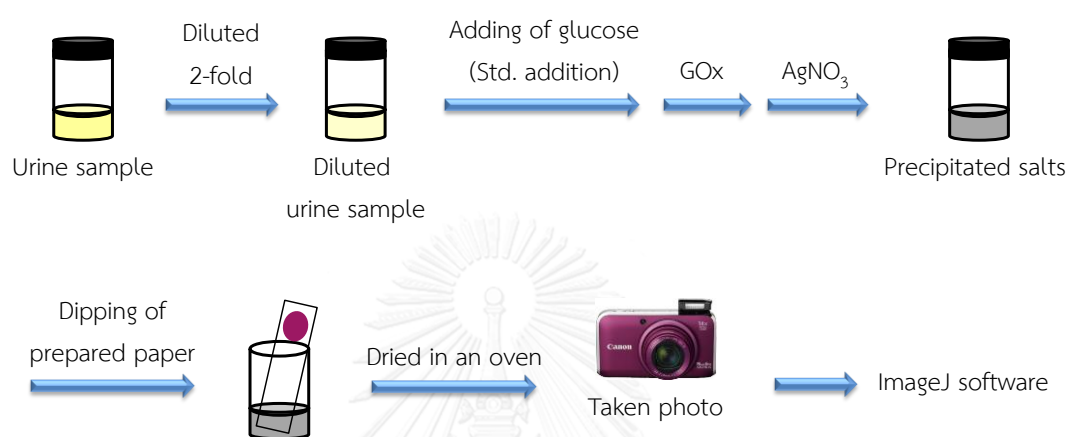 Diluted
2-fold
Adding of glucose
(Std. addition)
GOx
AgNO₃
Urine sample
Diluted
urine sample
Precipitated salts
Dipping of
prepared paper
Dried in an oven
Canon
Taken photo
ImageJ software